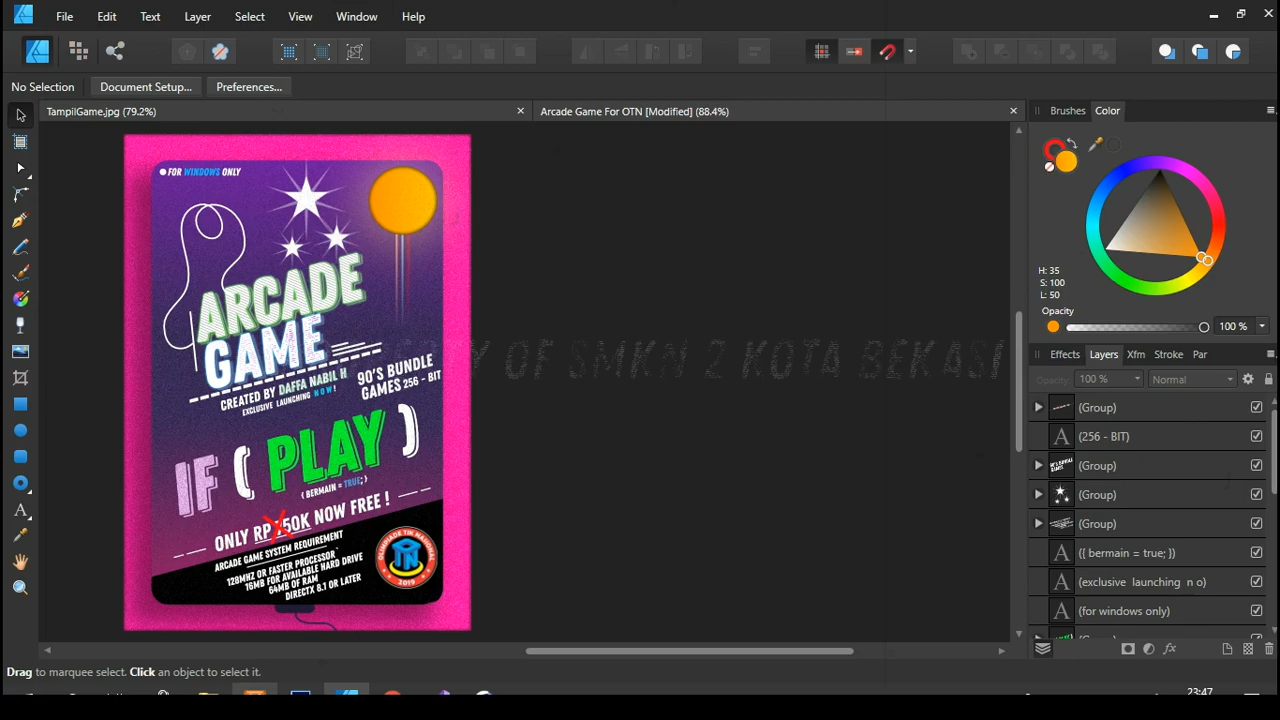 File Edit Text Layer Select View Window Help
No Selection Document Setup... Preferences...
TampilGame.jpg (79.2%)
Arcade Game For OTN [Modified] (88.4%)
FOR WINDOWS ONLY
ARCADE
GAME
CREATED BY DAFFA NABIL H
EXCLUSIVE LAUNCHING NOW!
90'S BUNDLE
GAMES 256 - BIT
OF SMKN 2 KOTA BEKASI
IF ( PLAY )
{ BERMAIN = TRUE; }
ONLY RP 750K NOW FREE !
ARCADE GAME SYSTEM REQUIREMENT
128MHZ OR FASTER PROCESSOR
16MB FOR AVAILABLE HARD DRIVE
64MB OF RAM
DIRECTX 8.1 OR LATER
OLIMPIADE TIK NASIONAL
2019
Brushes Color
H: 35
S: 100
L: 50
Opacity
100 %
Effects Layers Xfm Stroke Par
Opacity: 100 % Normal
(Group)
(256 - BIT)
(Group)
(Group)
(Group)
({ bermain = true; })
(exclusive launching n o)
(for windows only)
Drag to marquee select. Click an object to select it.
23:47